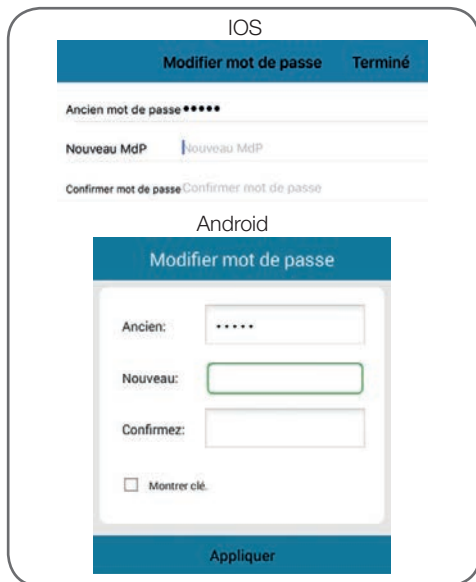 IOS
Modifier mot de passe Terminé
Ancien mot de passe •••••
Nouveau MdP Nouveau MdP
Confirmer mot de passe Confirmer mot de passe
Android
Modifier mot de passe
Ancien: •••••
Nouveau:
Confirmez:
Montrer clé.
Appliquer